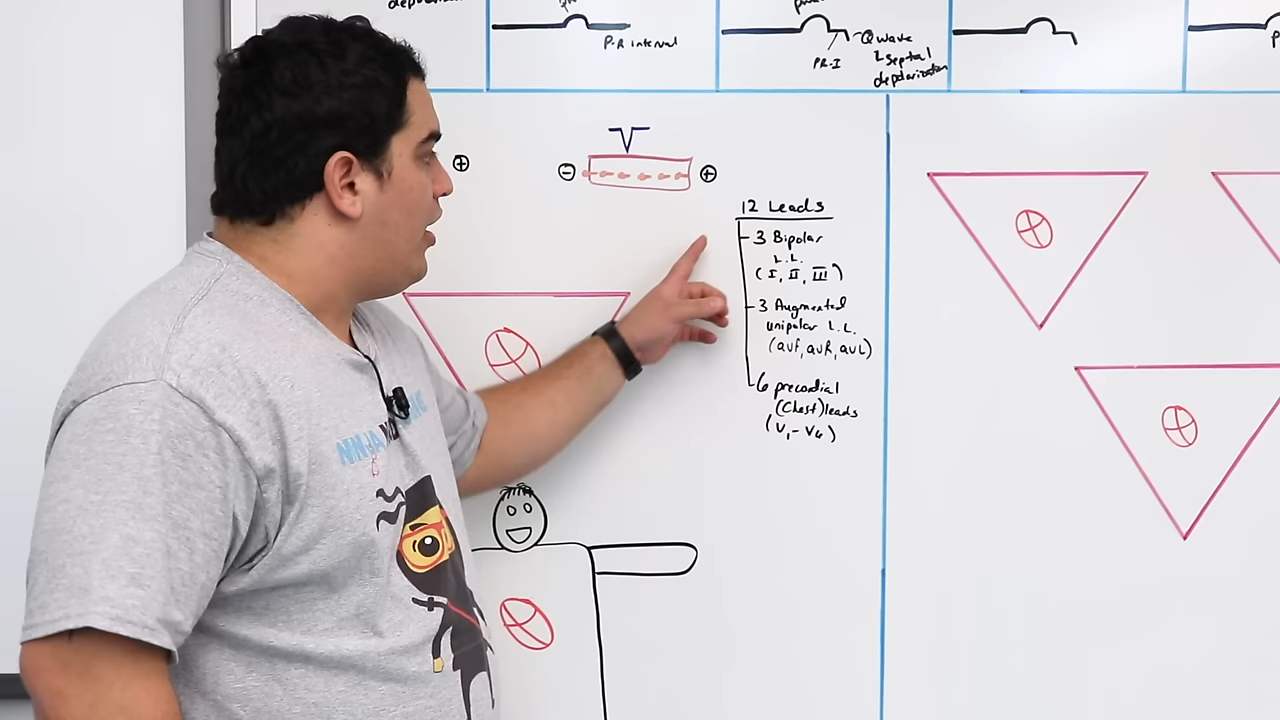 P-R interval
Q wave
PR-I
Septal
depolarization
12 Leads
3 Bipolar
L.L.
(I, II, III)
3 Augmented
unipolar L.L.
(aVF, aVR, aVL)
6 precordial
(Chest) leads
(V1 - V6)
NINJA